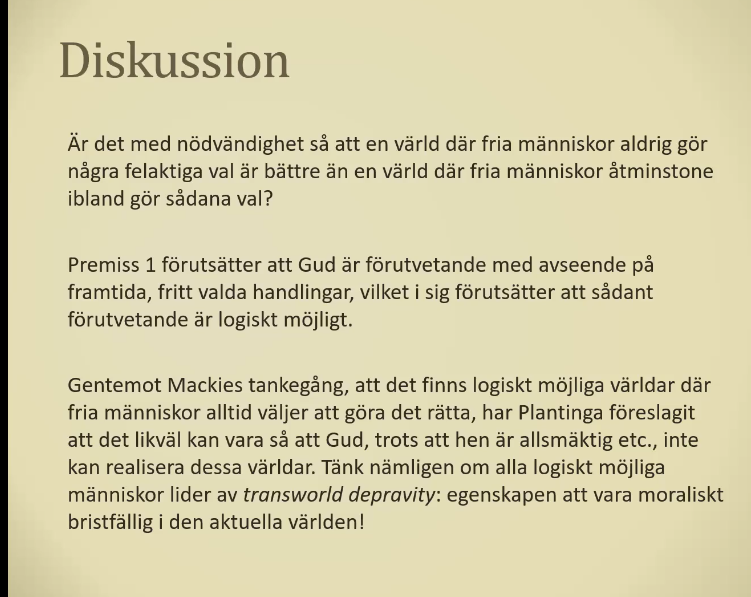 Diskussion
Är det med nödvändighet så att en värld där fria människor aldrig gör
några felaktiga val är bättre än en värld där fria människor åtminstone
ibland gör sådana val?
Premiss 1 förutsätter att Gud är förutvetande med avseende på
framtida, fritt valda handlingar, vilket i sig förutsätter att sådant
förutvetande är logiskt möjligt.
Gentemot Mackies tankegång, att det finns logiskt möjliga världar där
fria människor alltid väljer att göra det rätta, har Plantinga föreslagit
att det likväl kan vara så att Gud, trots att hen är allsmäktig etc., inte
kan realisera dessa världar. Tänk nämligen om alla logiskt möjliga
människor lider av transworld depravity: egenskapen att vara moraliskt
bristfällig i den aktuella världen!